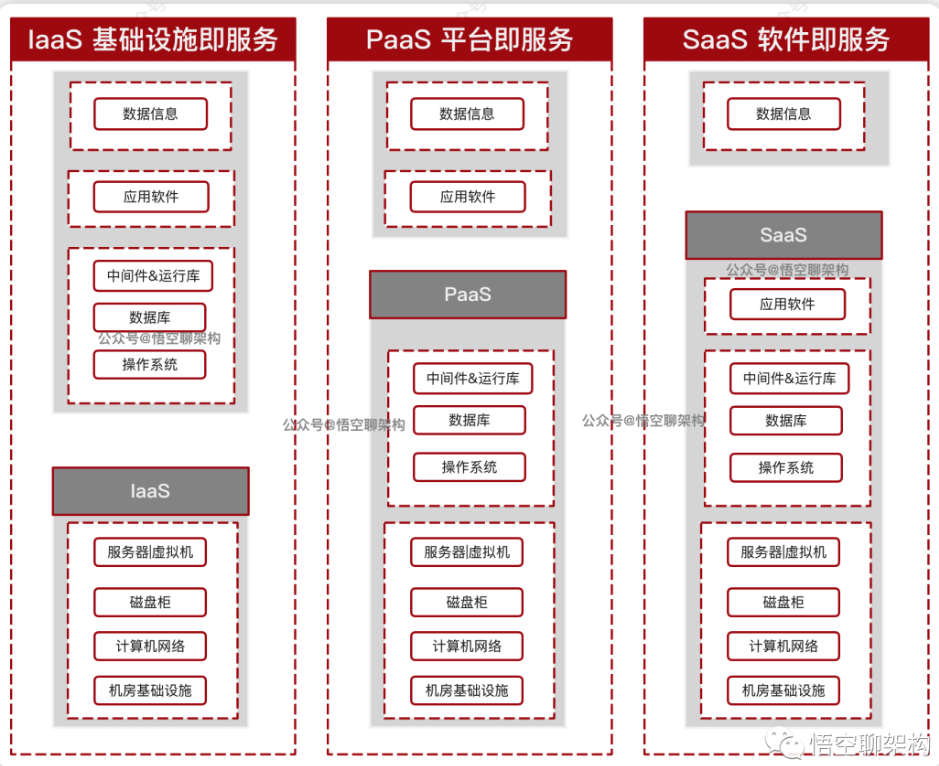 IaaS 基础设施即服务
数据信息
应用软件
中间件&运行库
数据库
公众号@悟空聊架构
操作系统
IaaS
服务器|虚拟机
磁盘柜
计算机网络
机房基础设施
PaaS 平台即服务
数据信息
应用软件
PaaS
中间件&运行库
数据库
公众号@悟空聊架构
操作系统
服务器|虚拟机
磁盘柜
计算机网络
机房基础设施
SaaS 软件即服务
数据信息
SaaS
公众号@悟空聊架构
应用软件
中间件&运行库
数据库
公众号@悟空聊架构
操作系统
服务器|虚拟机
磁盘柜
计算机网络
机房基础设施
悟空聊架构